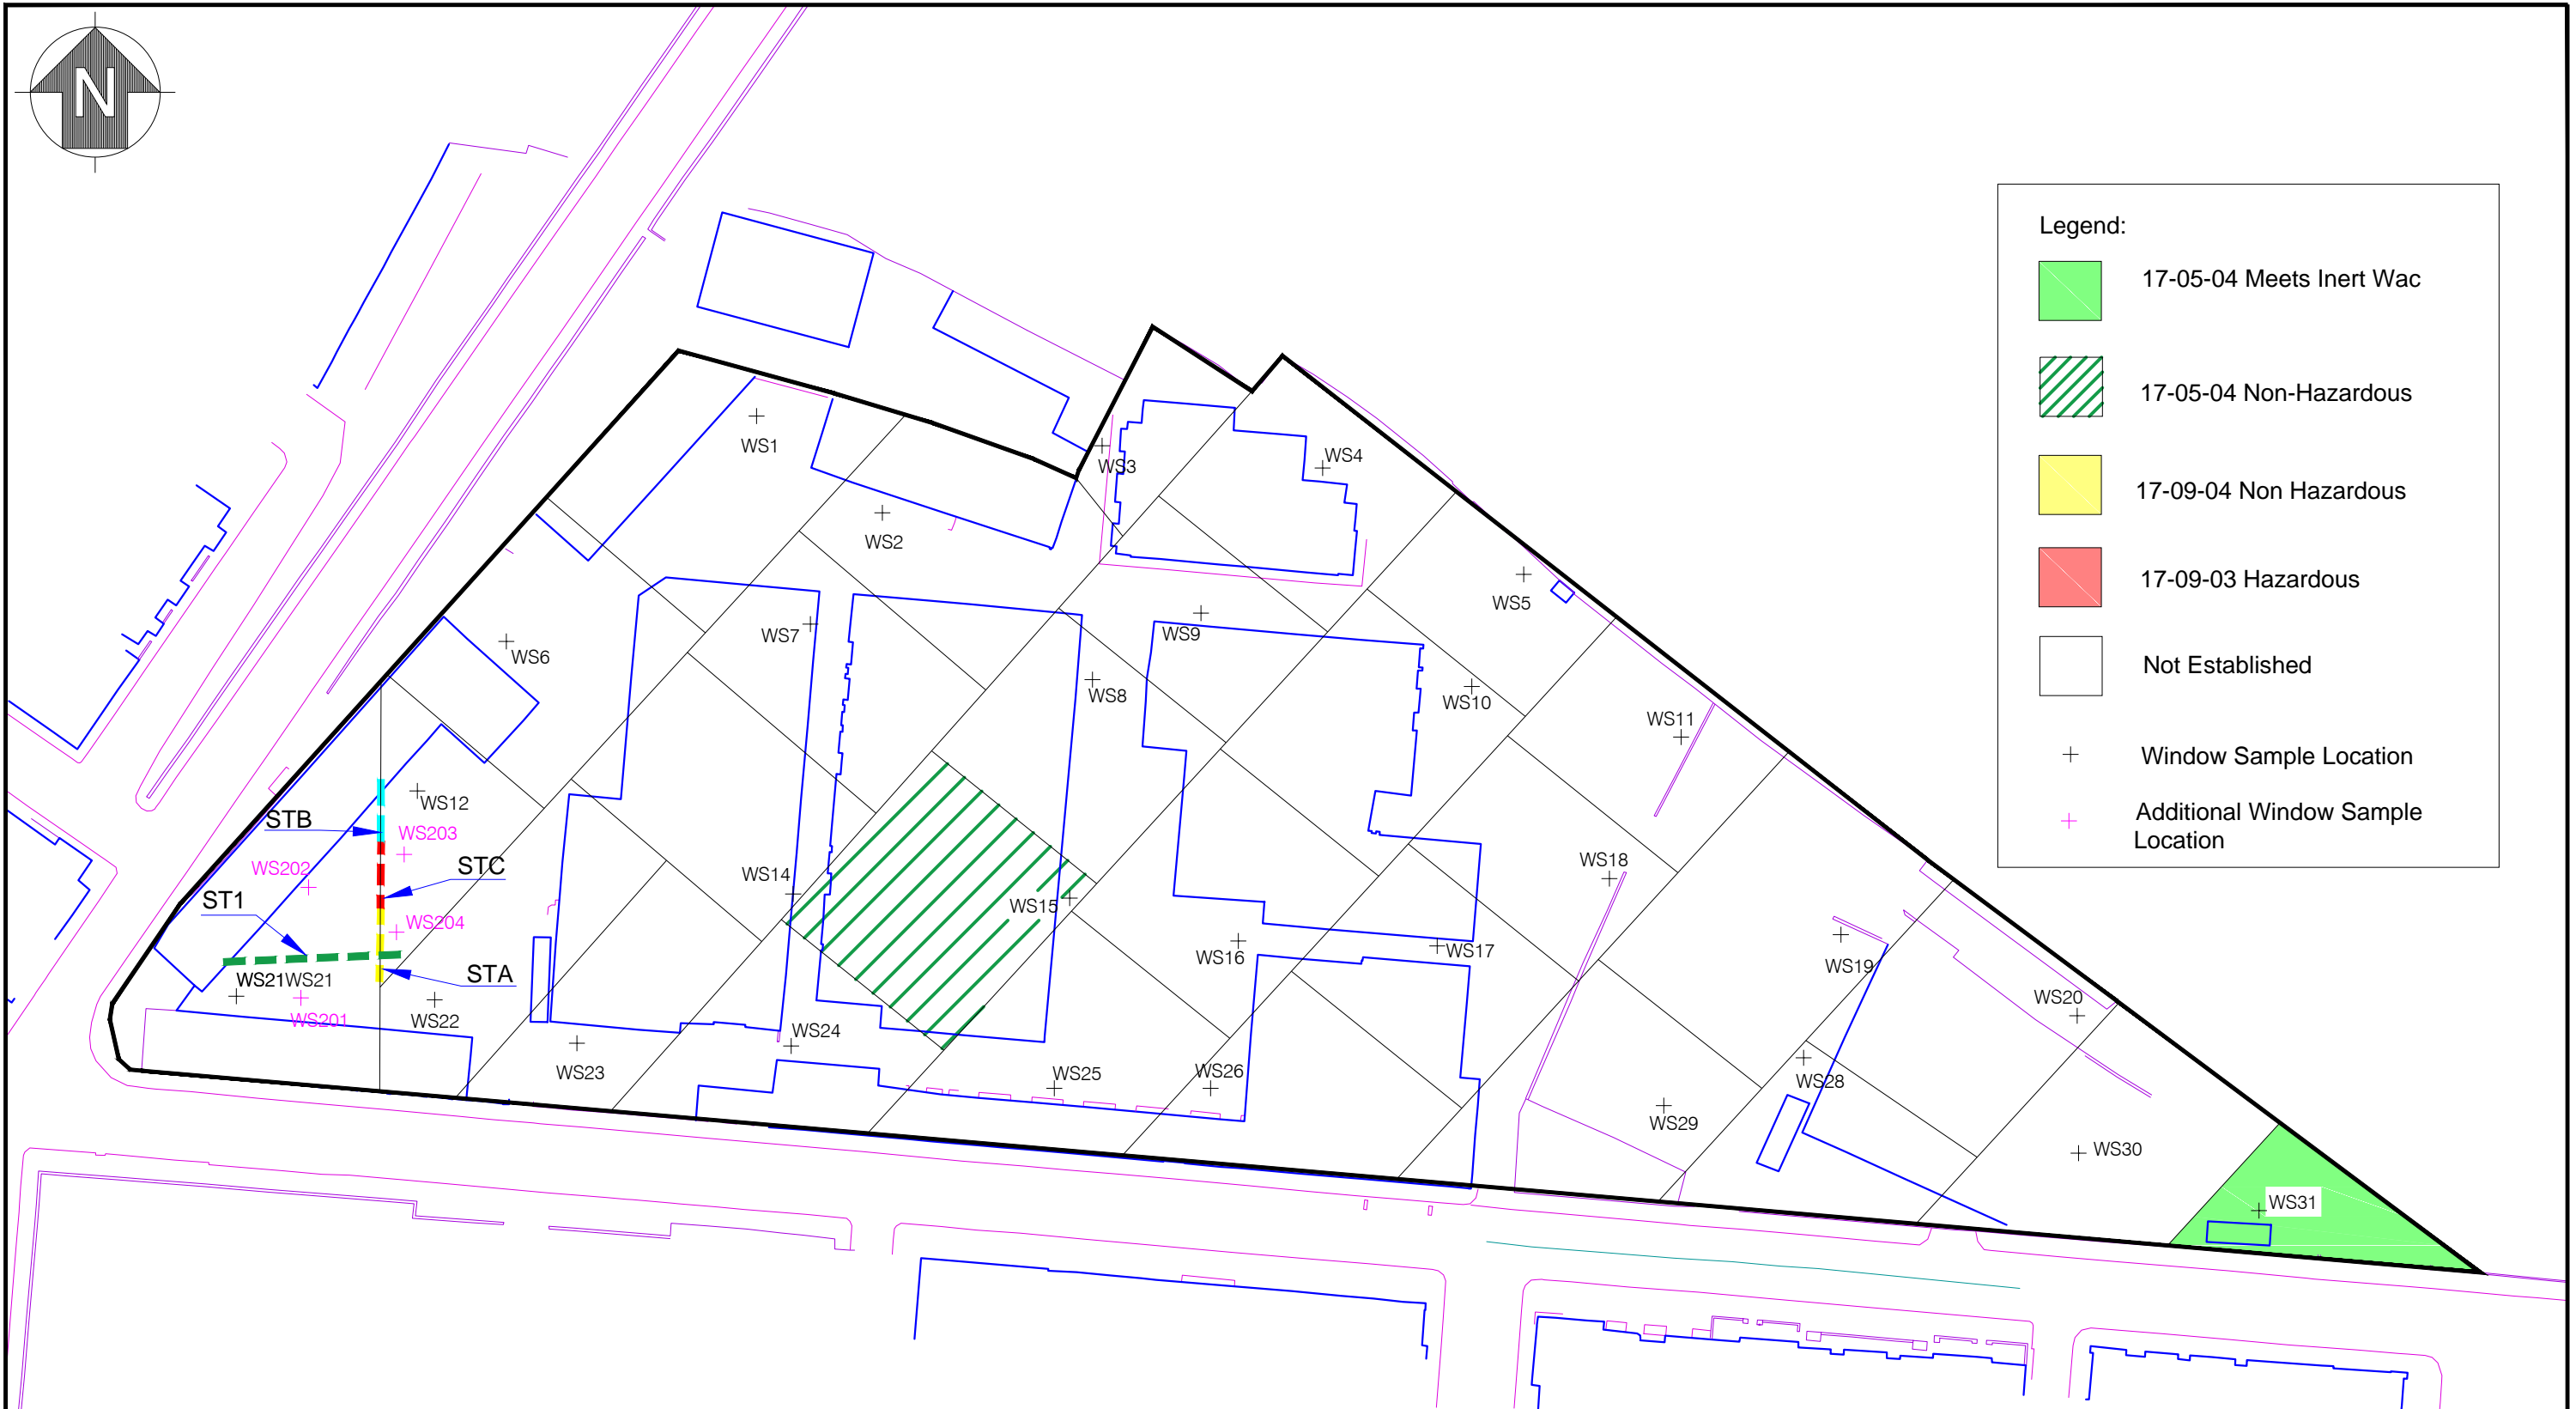 N
Legend:
17-05-04 Meets Inert Wac
17-05-04 Non-Hazardous
17-09-04 Non Hazardous
17-09-03 Hazardous
Not Established
Window Sample Location
Additional Window Sample
Location
WS1
WS2
WS3
WS4
WS5
WS6
WS7
WS8
WS9
WS10
WS11
WS12
STB
WS203
WS202
STC
ST1
WS204
STA
WS21
WS21
WS201
WS22
WS14
WS15
WS16
WS17
WS18
WS19
WS20
WS23
WS24
WS25
WS26
WS28
WS29
WS30
WS31